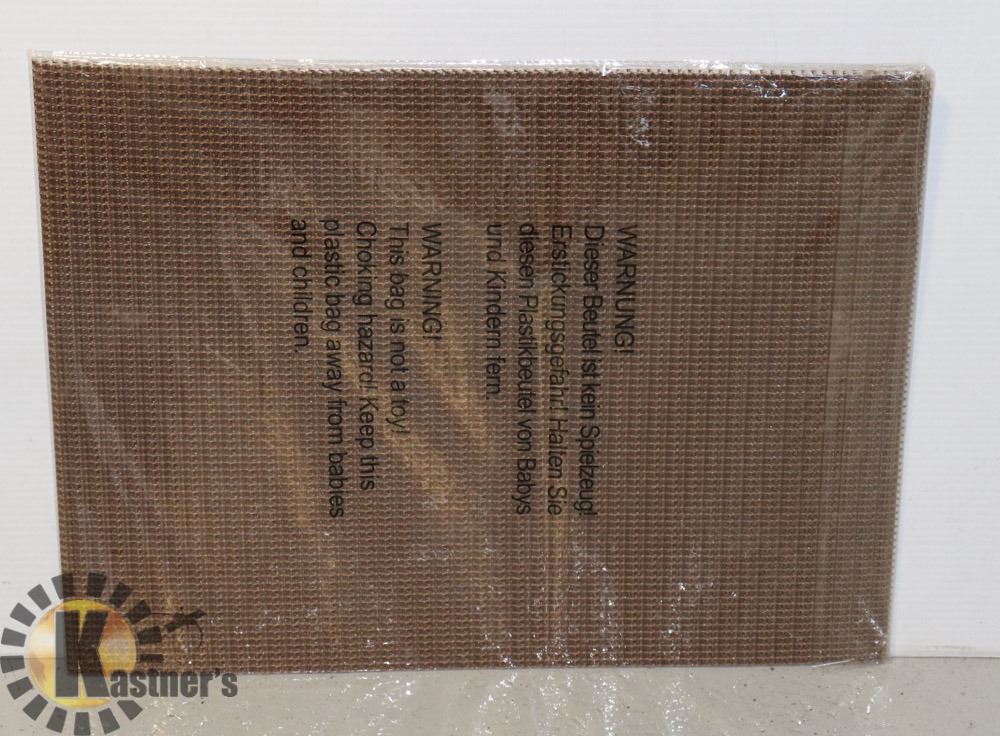 WARNUNG!
Dieser Beutel ist kein Spielzeug!
Erstickungsgefahr! Halten Sie
diesen Plastikbeutel von Babys
und Kindern fern.
WARNING!
This bag is not a toy!
Choking hazard! Keep this
plastic bag away from babies
and children.
KASTNER'S